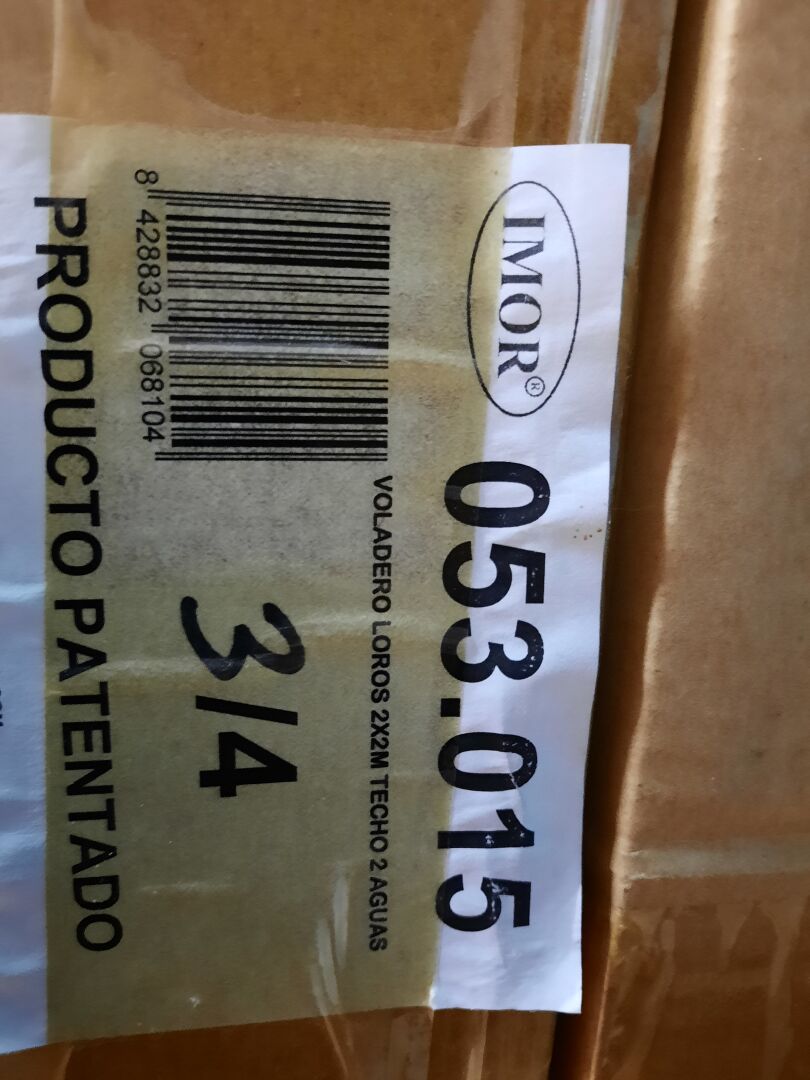 IMOR®
053.015
VOLADERO LOROS 2X2M TECHO 2 AGUAS
8 428832 068104
3/4
PRODUCTO PATENTADO